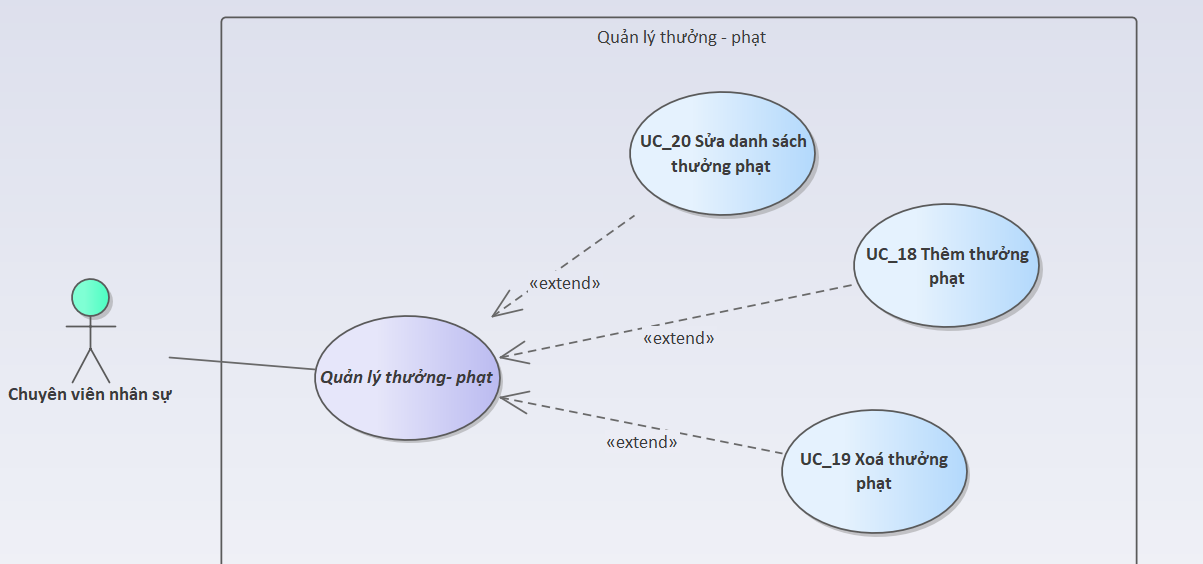 Quản lý thưởng - phạt
UC_20 Sửa danh sách
thưởng phạt
UC_18 Thêm thưởng
phạt
«extend»
«extend»
Quản lý thưởng- phạt
Chuyên viên nhân sự
«extend»
UC_19 Xoá thưởng
phạt